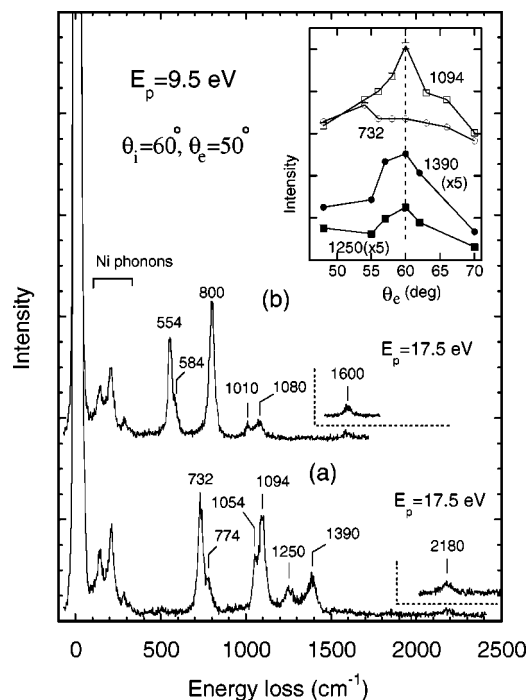 E_p=9.5 eV
θ_i=60°, θ_e=50°
Intensity
1094
732
1390
(x5)
1250(x5)
50 55 60 65 70
θ_e (deg)
Ni phonons
(b)
554
584
800
1010
1080
E_p=17.5 eV
1600
(a)
732
774
1054
1094
1250
1390
E_p=17.5 eV
2180
Intensity
0 500 1000 1500 2000 2500
Energy loss (cm⁻¹)